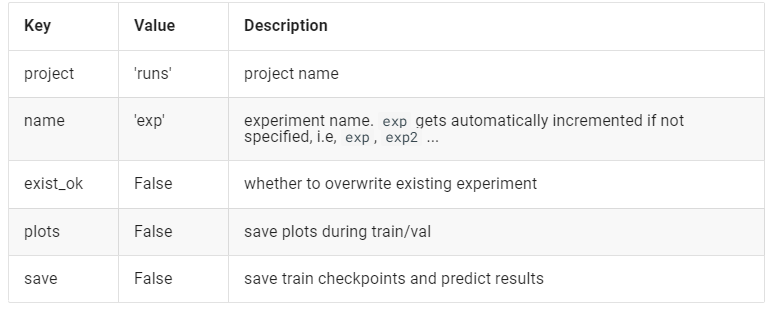 Key Value Description
project 'runs' project name
name 'exp' experiment name. exp gets automatically incremented if not
specified, i.e, exp , exp2 ...
exist_ok False whether to overwrite existing experiment
plots False save plots during train/val
save False save train checkpoints and predict results